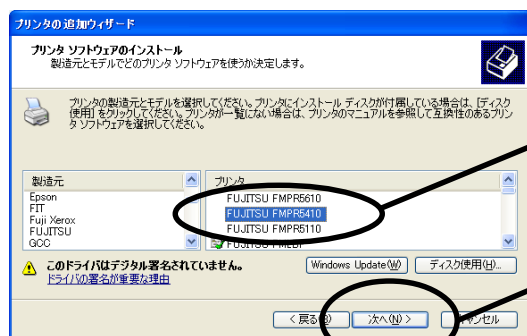 プリンタの追加ウィザード
プリンタ ソフトウェアのインストール
製造元とモデルでどのプリンタ ソフトウェアを使うか決定します。
プリンタの製造元とモデルを選択してください。プリンタにインストール ディスクが付属している場合は、[ディスク
使用] をクリックしてください。プリンタが一覧にない場合は、プリンタのマニュアルを参照して互換性のあるプリン
タ ソフトウェアを選択してください。
製造元
Epson
FIT
Fuji Xerox
FUJITSU
GCC
プリンタ
FUJITSU FMPR5610
FUJITSU FMPR5410
FUJITSU FMPR5110
FUJITSU FMLBP
このドライバはデジタル署名されていません。
ドライバの署名が重要な理由
Windows Update(W)
ディスク使用(H)...
< 戻る(B)
次へ(N) >
キャンセル